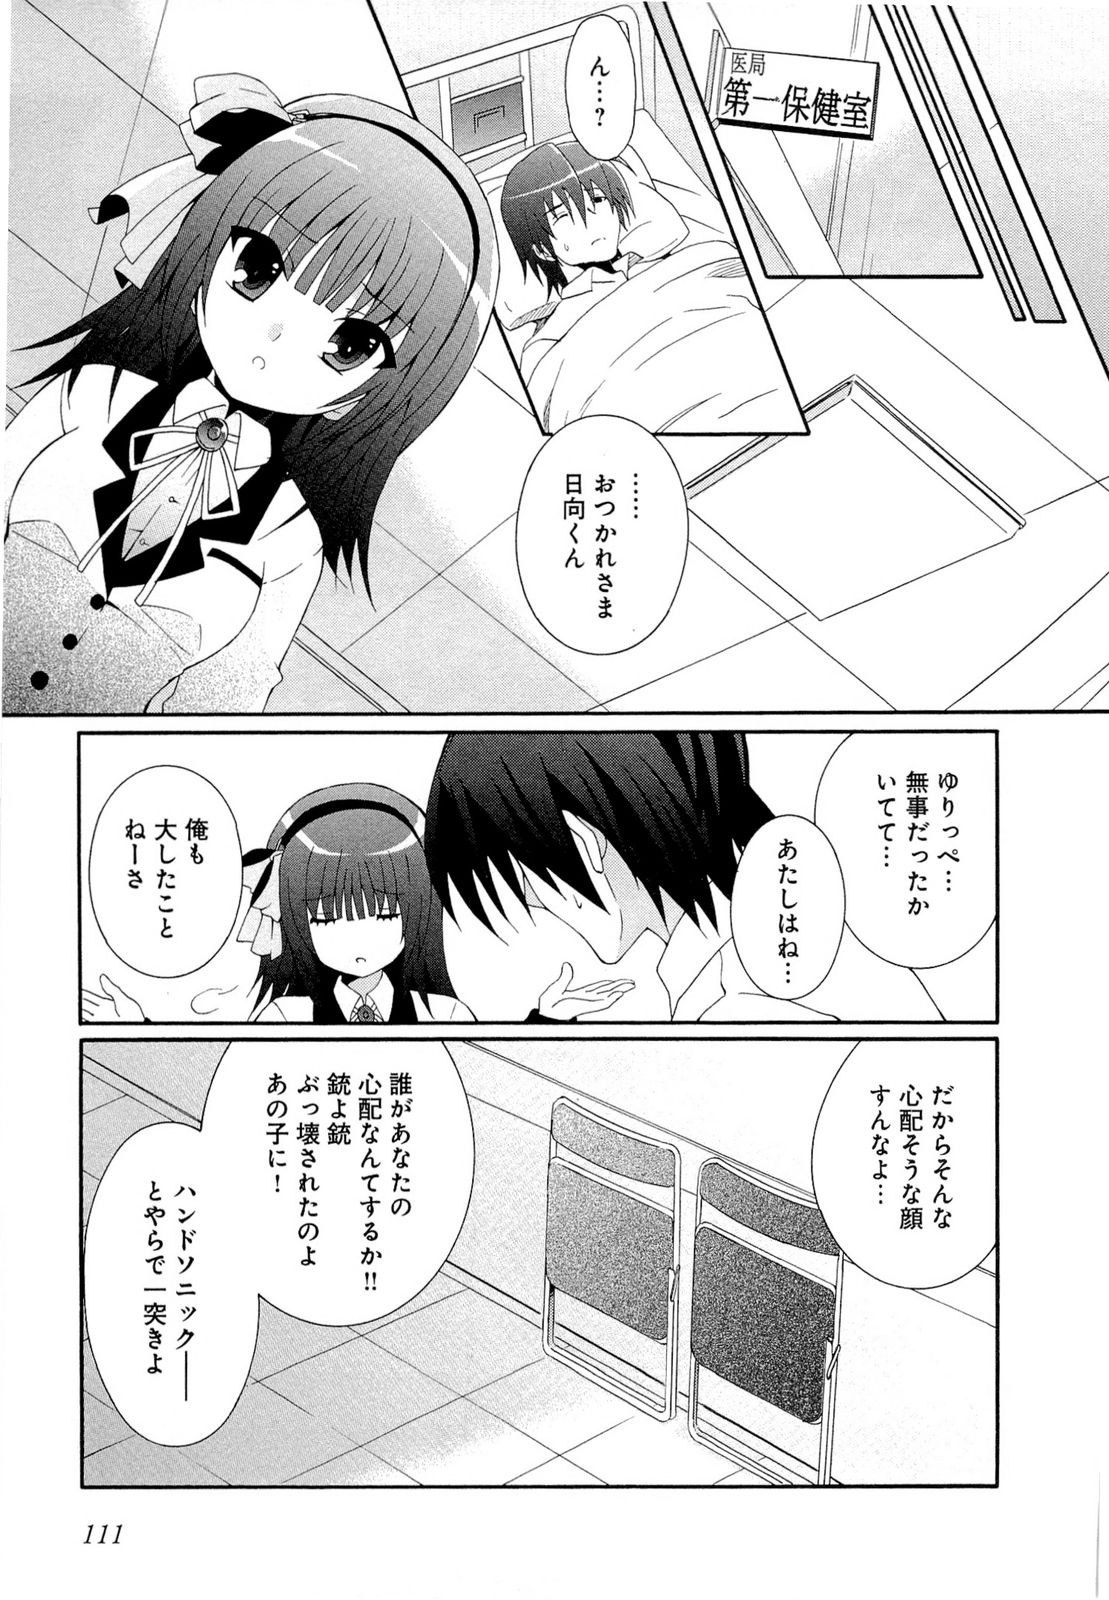 医局
第一保健室
ん…?
……
おつかれさま
日向くん
ゆりっぺ…
無事だったか
いてて…
あたしはね…
俺も
大したこと
ねーさ
だからそんな
心配そうな顔
すんなよ…
誰があなたの
心配なんてするか!!
銃よ銃
ぶっ壊されたのよ
あの子に!
ハンドソニック――
とやらで一突きよ
111